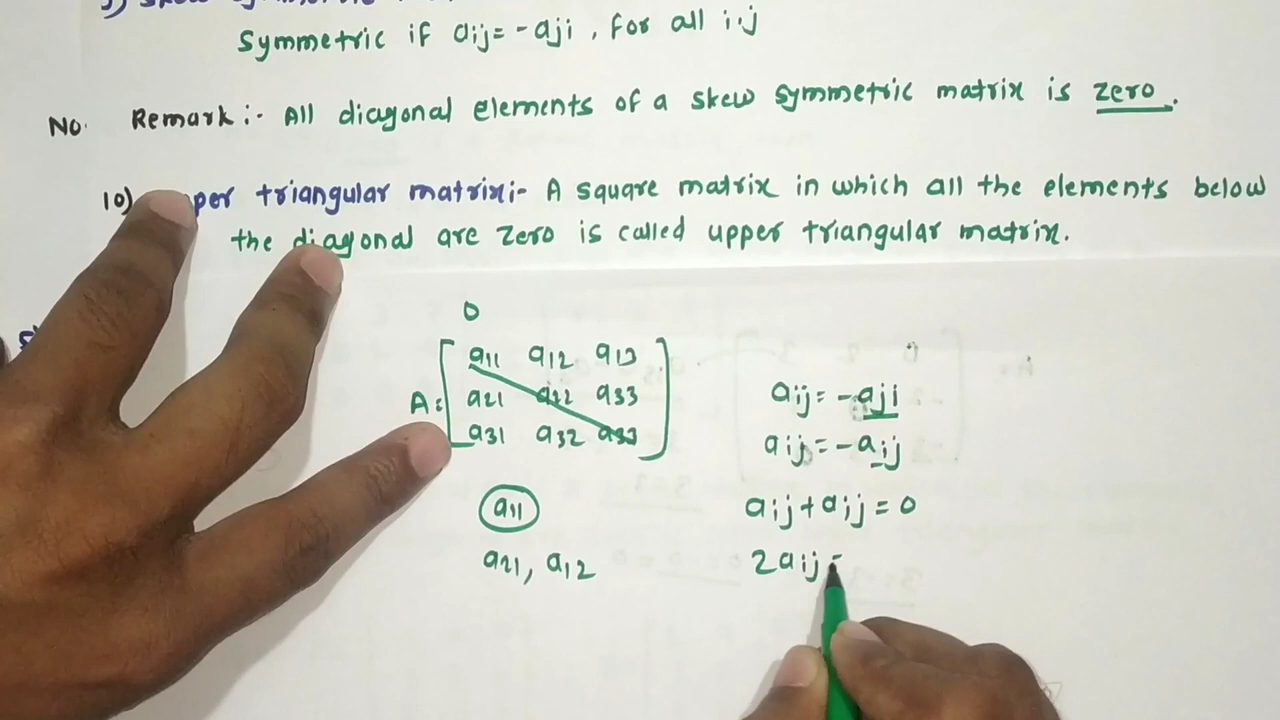 Symmetric if aij=-aji, for all i,j
No. Remark:- All diagonal elements of a skew symmetric matrix is zero.
10) per triangular matrix:- A square matrix in which all the elements below
the diagonal are zero is called upper triangular matrix.
0
a11 a12 a13
A= a21 a22 a33
a31 a32 a33
aij=-aji
aij=-aij
a11
aij+aij=0
a21, a12
2aij=